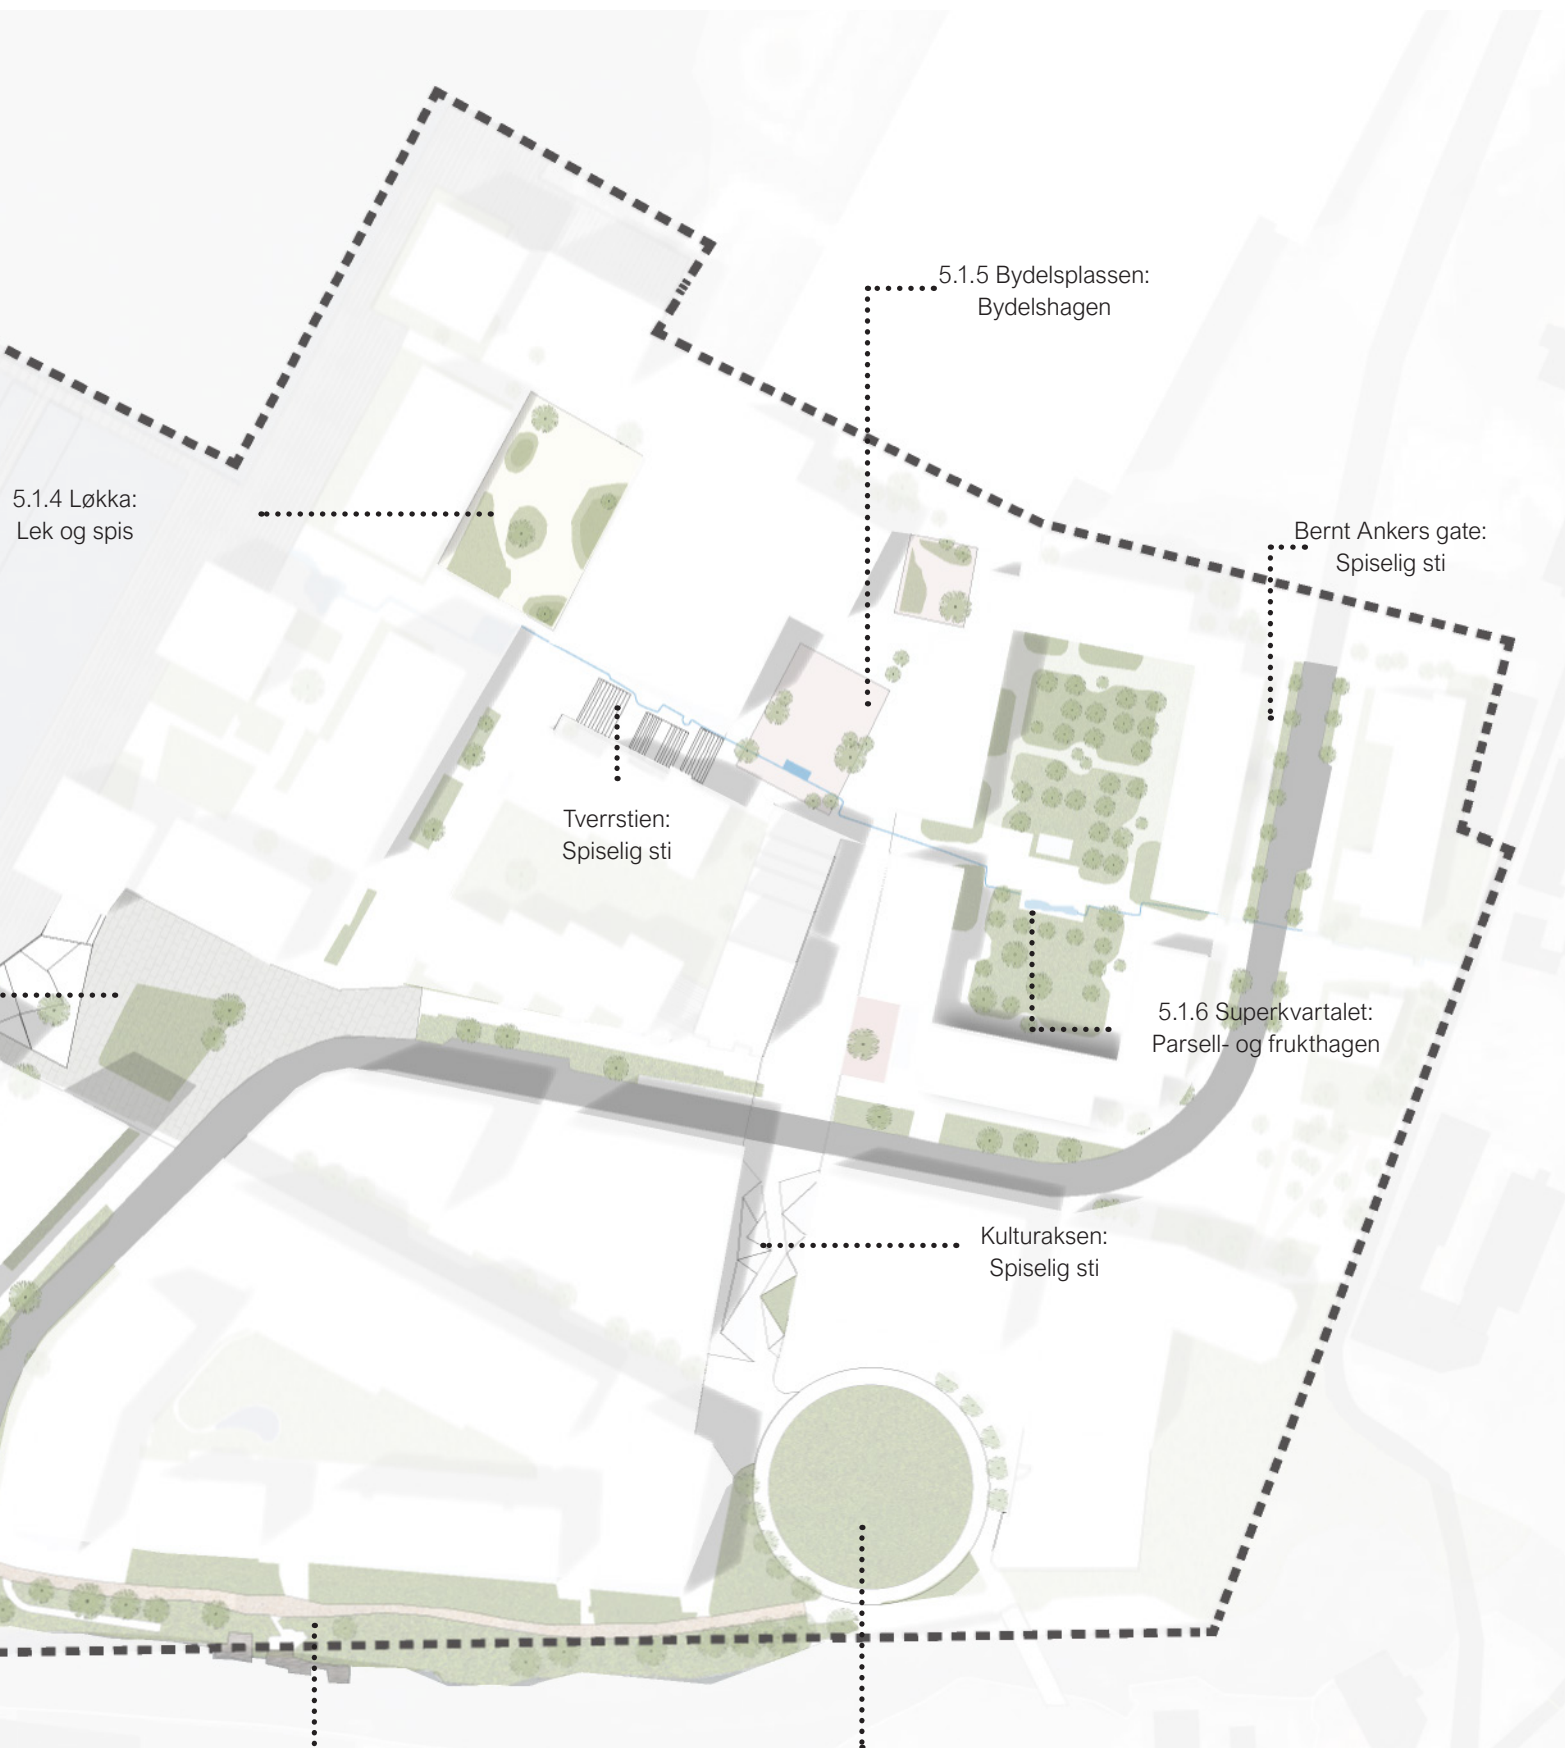 5.1.5 Bydelsplassen:
Bydelshagen
5.1.4 Løkka:
Lek og spis
Bernt Ankers gate:
Spiselig sti
Tverrstien:
Spiselig sti
5.1.6 Superkvartalet:
Parsell- og frukthagen
Kulturaksen:
Spiselig sti